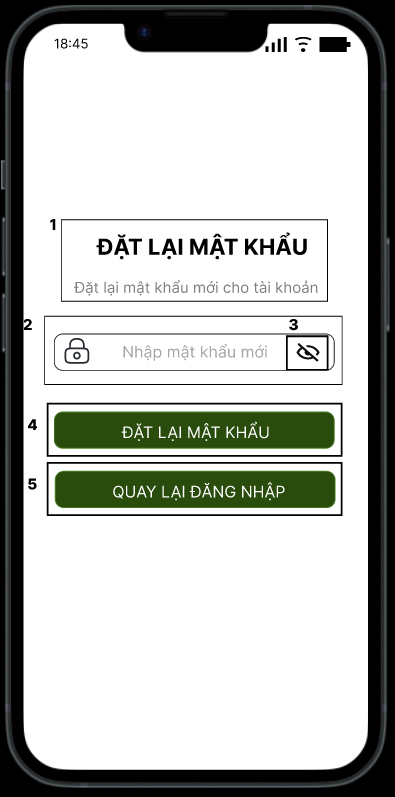 18:45
1
ĐẶT LẠI MẬT KHẨU
Đặt lại mật khẩu mới cho tài khoản
2
3
Nhập mật khẩu mới
4
ĐẶT LẠI MẬT KHẨU
5
QUAY LẠI ĐĂNG NHẬP